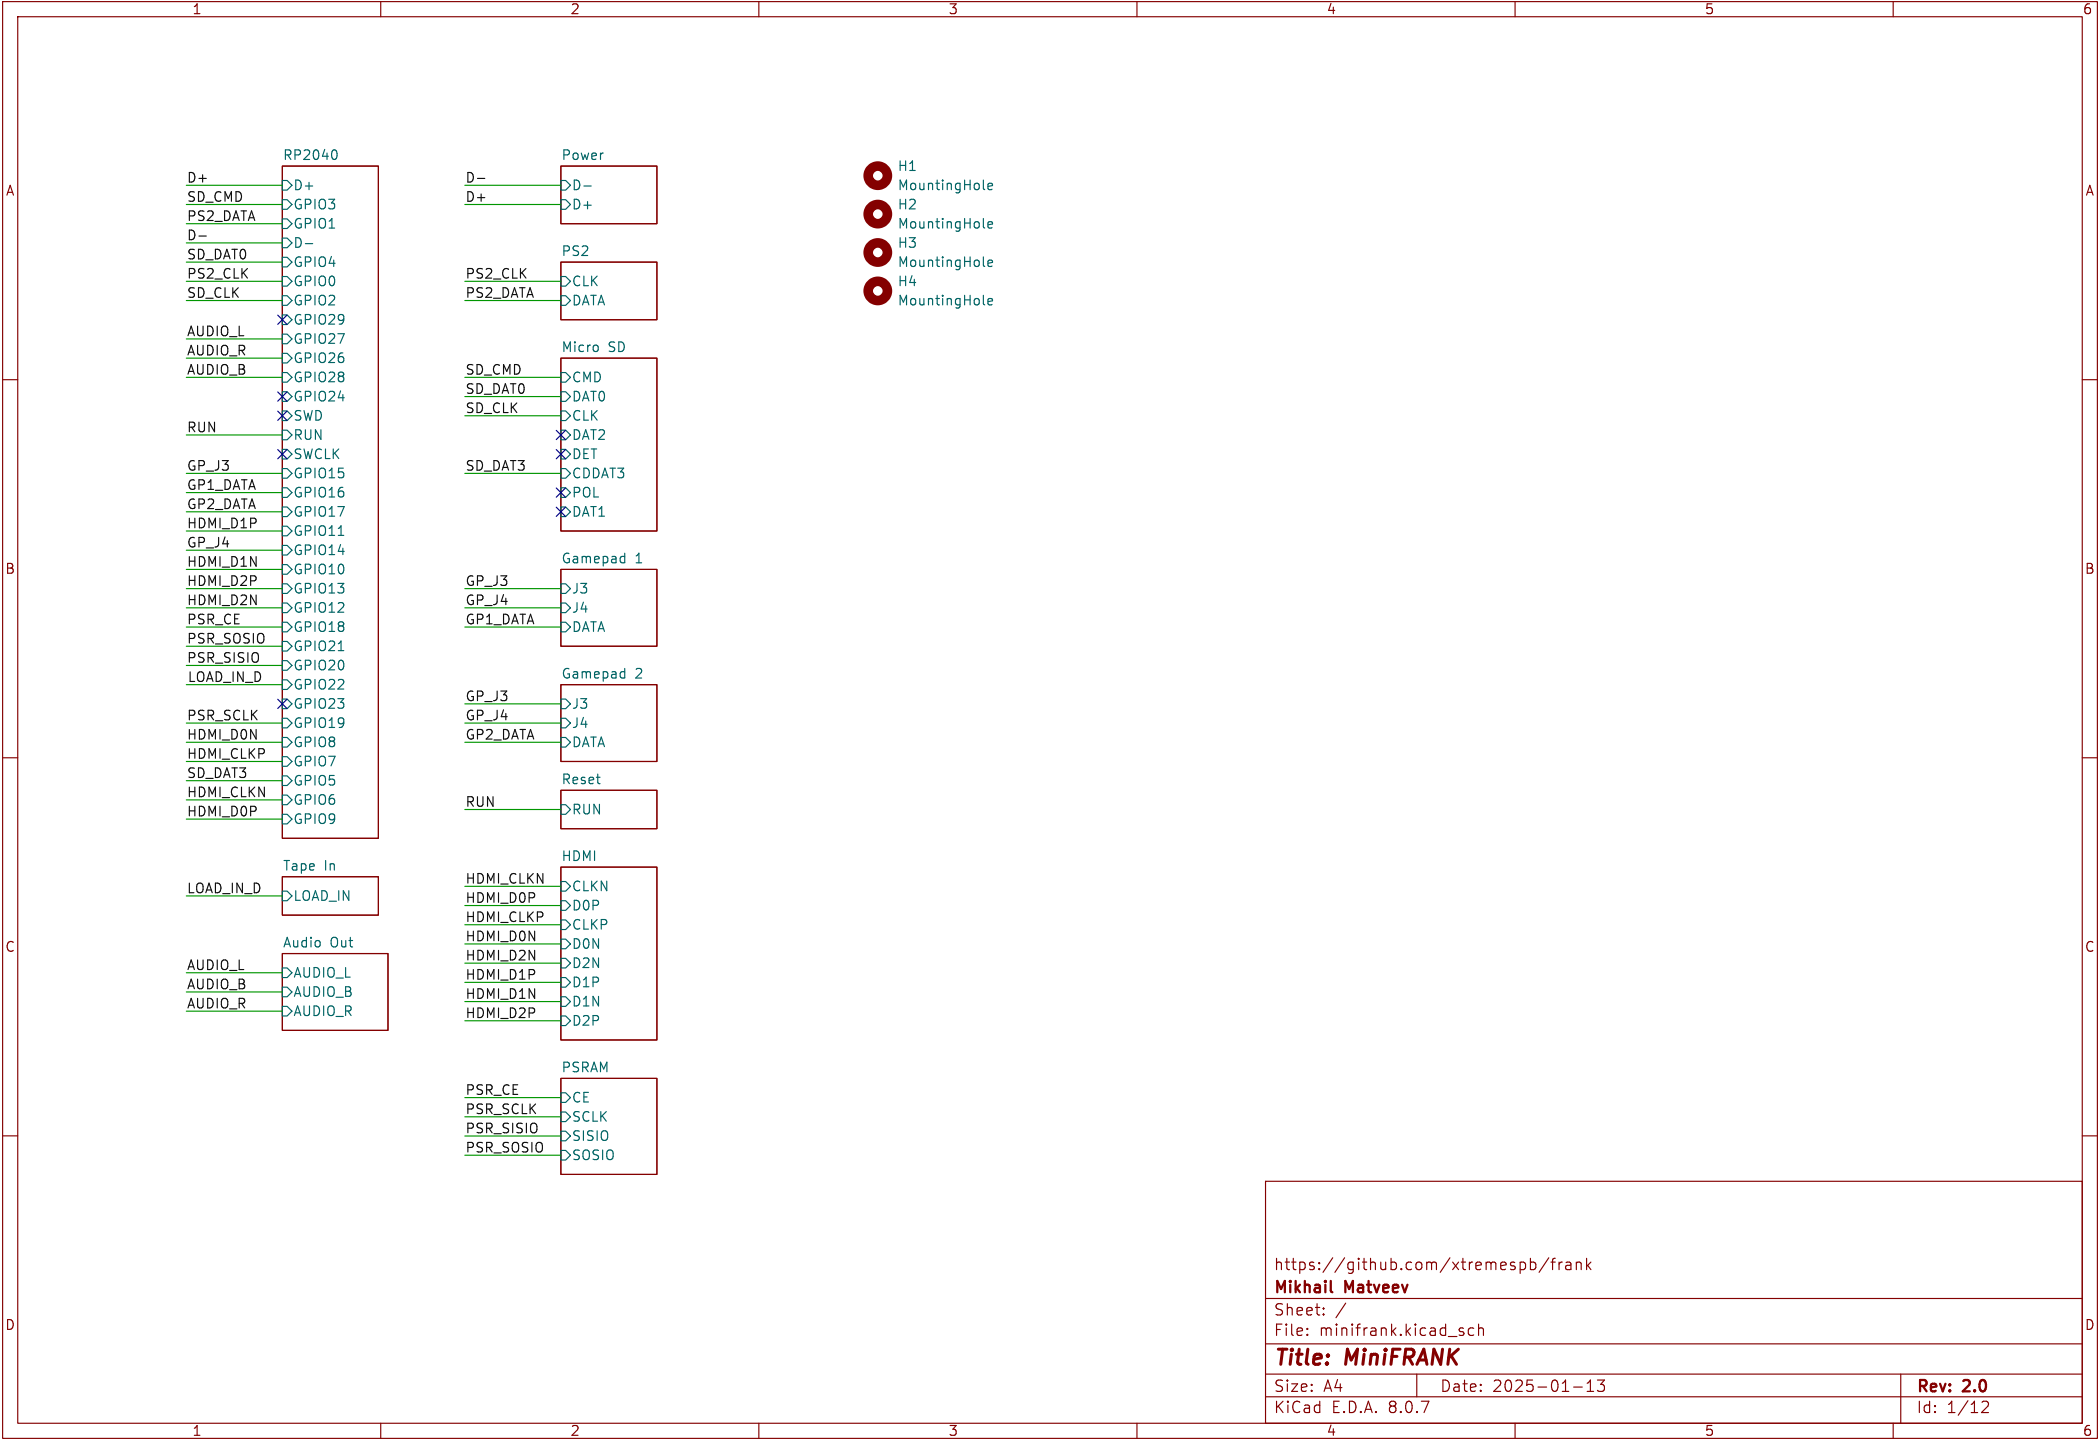 1 2 3 4 5 6
A
B
C
D
RP2040
D+ D+
SD_CMD GPIO3
PS2_DATA GPIO1
D- D-
SD_DAT0 GPIO4
PS2_CLK GPIO0
SD_CLK GPIO2
GPIO29
AUDIO_L GPIO27
AUDIO_R GPIO26
AUDIO_B GPIO28
GPIO24
SWD
RUN RUN
SWCLK
GP_J3 GPIO15
GP1_DATA GPIO16
GP2_DATA GPIO17
HDMI_D1P GPIO11
GP_J4 GPIO14
HDMI_D1N GPIO10
HDMI_D2P GPIO13
HDMI_D2N GPIO12
PSR_CE GPIO18
PSR_SOSIO GPIO21
PSR_SISIO GPIO20
LOAD_IN_D GPIO22
GPIO23
PSR_SCLK GPIO19
HDMI_D0N GPIO8
HDMI_CLKP GPIO7
SD_DAT3 GPIO5
HDMI_CLKN GPIO6
HDMI_D0P GPIO9
Tape In
LOAD_IN_D LOAD_IN
Audio Out
AUDIO_L AUDIO_L
AUDIO_B AUDIO_B
AUDIO_R AUDIO_R
Power
D- D-
D+ D+
PS2
PS2_CLK CLK
PS2_DATA DATA
Micro SD
SD_CMD CMD
SD_DAT0 DAT0
SD_CLK CLK
DAT2
DET
SD_DAT3 CDDAT3
POL
DAT1
Gamepad 1
GP_J3 J3
GP_J4 J4
GP1_DATA DATA
Gamepad 2
GP_J3 J3
GP_J4 J4
GP2_DATA DATA
Reset
RUN RUN
HDMI
HDMI_CLKN CLKN
HDMI_D0P D0P
HDMI_CLKP CLKP
HDMI_D0N D0N
HDMI_D2N D2N
HDMI_D1P D1P
HDMI_D1N D1N
HDMI_D2P D2P
PSRAM
PSR_CE CE
PSR_SCLK SCLK
PSR_SISIO SISIO
PSR_SOSIO SOSIO
H1
MountingHole
H2
MountingHole
H3
MountingHole
H4
MountingHole
A
B
C
D
https://github.com/xtremespb/frank
Mikhail Matveev
Sheet: /
File: minifrank.kicad_sch
Title: MiniFRANK
Size: A4 Date: 2025-01-13 Rev: 2.0
KiCad E.D.A. 8.0.7 Id: 1/12
1 2 3 4 5 6